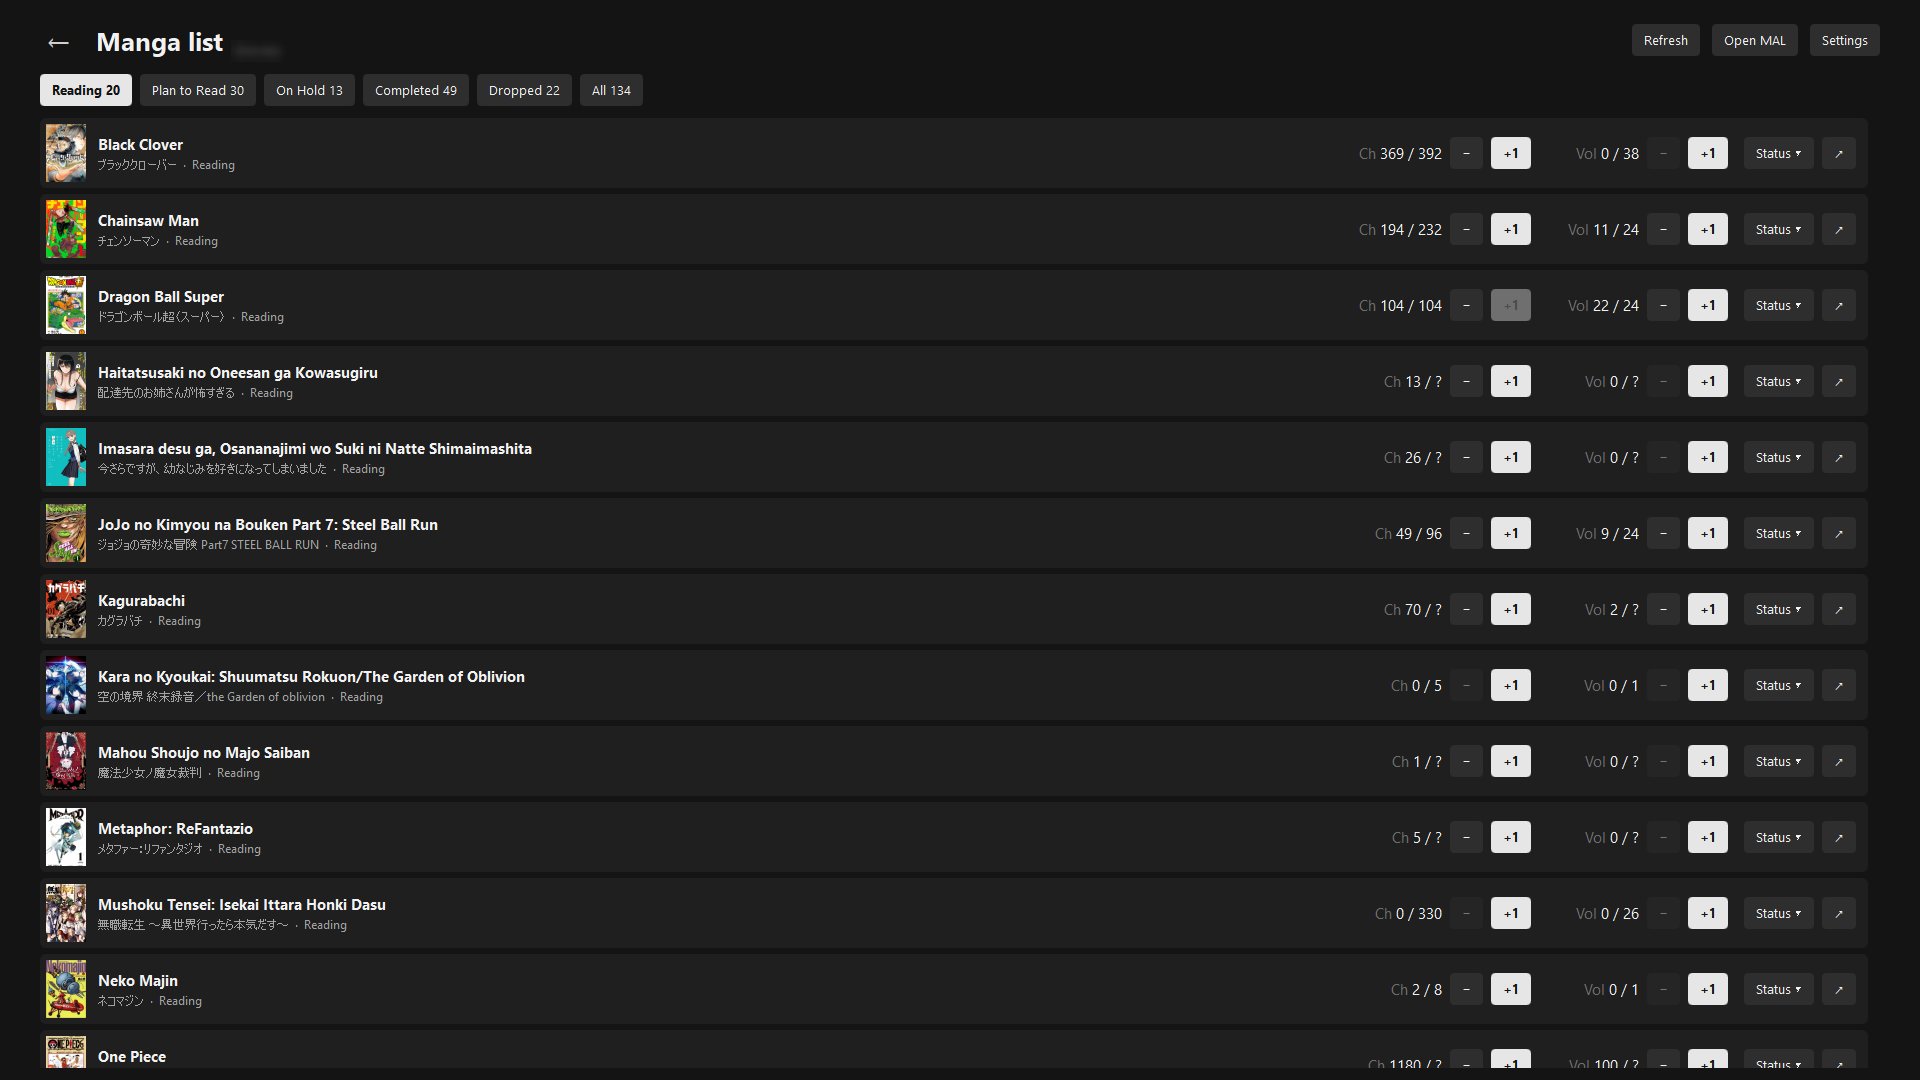 ← Manga list
Refresh
Open MAL
Settings
Reading 20
Plan to Read 30
On Hold 13
Completed 49
Dropped 22
All 134
Black Clover
ブラッククローバー · Reading
Ch 369 / 392 − +1 Vol 0 / 38 − +1 Status ▾ ↗
Chainsaw Man
チェンソーマン · Reading
Ch 194 / 232 − +1 Vol 11 / 24 − +1 Status ▾ ↗
Dragon Ball Super
ドラゴンボール超〈スーパー〉 · Reading
Ch 104 / 104 − +1 Vol 22 / 24 − +1 Status ▾ ↗
Haitatsusaki no Oneesan ga Kowasugiru
配達先のお姉さんが怖すぎる · Reading
Ch 13 / ? − +1 Vol 0 / ? − +1 Status ▾ ↗
Imasara desu ga, Osananajimi wo Suki ni Natte Shimaimashita
今さらですが、幼なじみを好きになってしまいました · Reading
Ch 26 / ? − +1 Vol 0 / ? − +1 Status ▾ ↗
JoJo no Kimyou na Bouken Part 7: Steel Ball Run
ジョジョの奇妙な冒険 Part7 STEEL BALL RUN · Reading
Ch 49 / 96 − +1 Vol 9 / 24 − +1 Status ▾ ↗
カグラバチ
Kagurabachi
カグラバチ · Reading
Ch 70 / ? − +1 Vol 2 / ? − +1 Status ▾ ↗
Kara no Kyoukai: Shuumatsu Rokuon/The Garden of Oblivion
空の境界 終末録音／the Garden of oblivion · Reading
Ch 0 / 5 − +1 Vol 0 / 1 − +1 Status ▾ ↗
Mahou Shoujo no Majo Saiban
魔法少女ノ魔女裁判 · Reading
Ch 1 / ? − +1 Vol 0 / ? − +1 Status ▾ ↗
Metaphor: ReFantazio
メタファー：リファンタジオ · Reading
Ch 5 / ? − +1 Vol 0 / ? − +1 Status ▾ ↗
Mushoku Tensei: Isekai Ittara Honki Dasu
無職転生 ～異世界行ったら本気だす～ · Reading
Ch 0 / 330 − +1 Vol 0 / 26 − +1 Status ▾ ↗
Neko Majin
ネコマジン · Reading
Ch 2 / 8 − +1 Vol 0 / 1 − +1 Status ▾ ↗
ONE PIECE
One Piece
Ch 1180 / ? − +1 Vol 100 / ? − +1 Status ▾ ↗